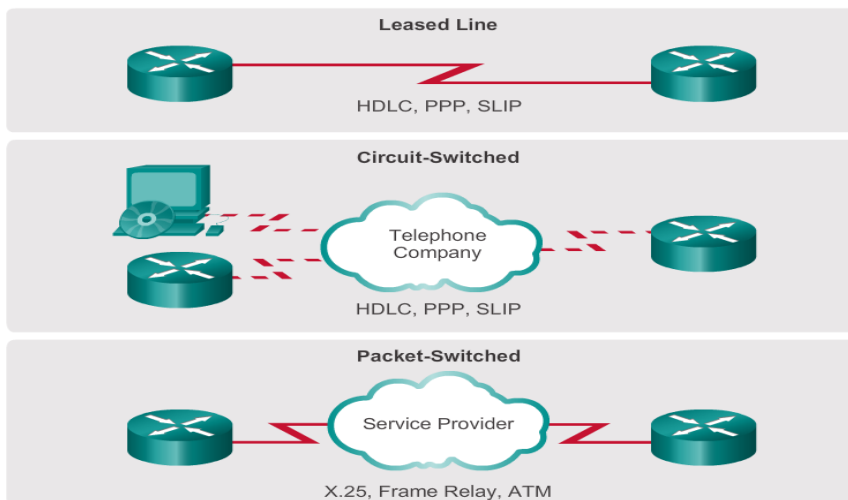 Leased Line
HDLC, PPP, SLIP
Circuit-Switched
Telephone
Company
HDLC, PPP, SLIP
Packet-Switched
Service Provider
X.25, Frame Relay, ATM